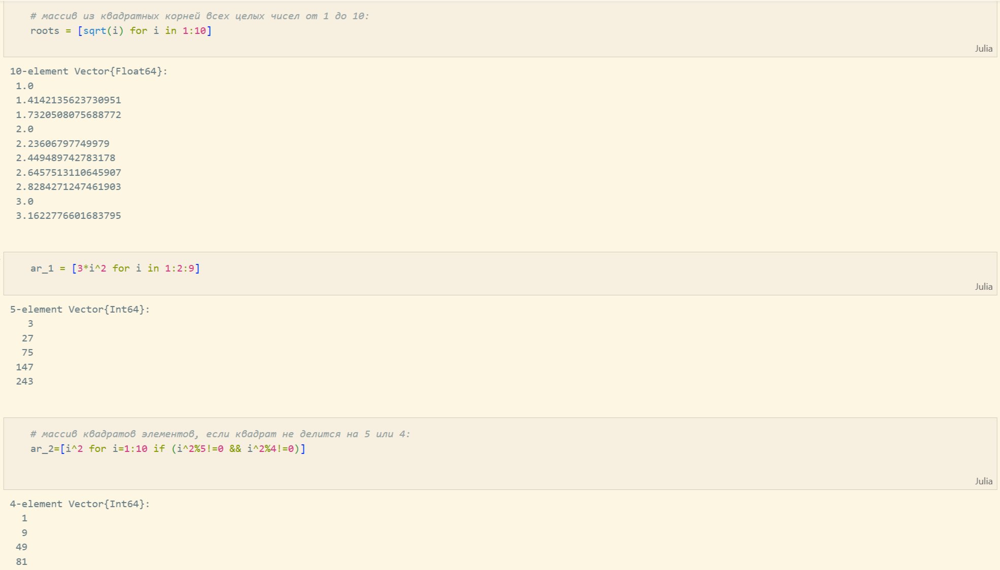 # массив из квадратных корней всех целых чисел от 1 до 10:
roots = [sqrt(i) for i in 1:10]
Julia
10-element Vector{Float64}:
1.0
1.4142135623730951
1.7320508075688772
2.0
2.23606797749979
2.449489742783178
2.6457513110645907
2.8284271247461903
3.0
3.1622776601683795
ar_1 = [3*i^2 for i in 1:2:9]
Julia
5-element Vector{Int64}:
3
27
75
147
243
# массив квадратов элементов, если квадрат не делится на 5 или 4:
ar_2=[i^2 for i=1:10 if (i^2%5!=0 && i^2%4!=0)]
Julia
4-element Vector{Int64}:
1
9
49
81